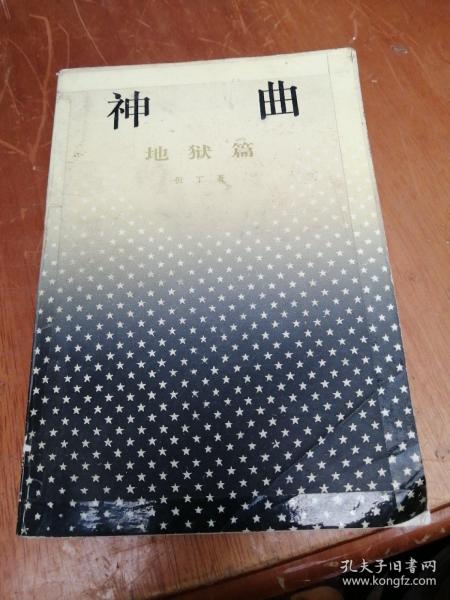 神 曲
地狱篇
但丁著
孔夫子旧书网
www.kongfz.com